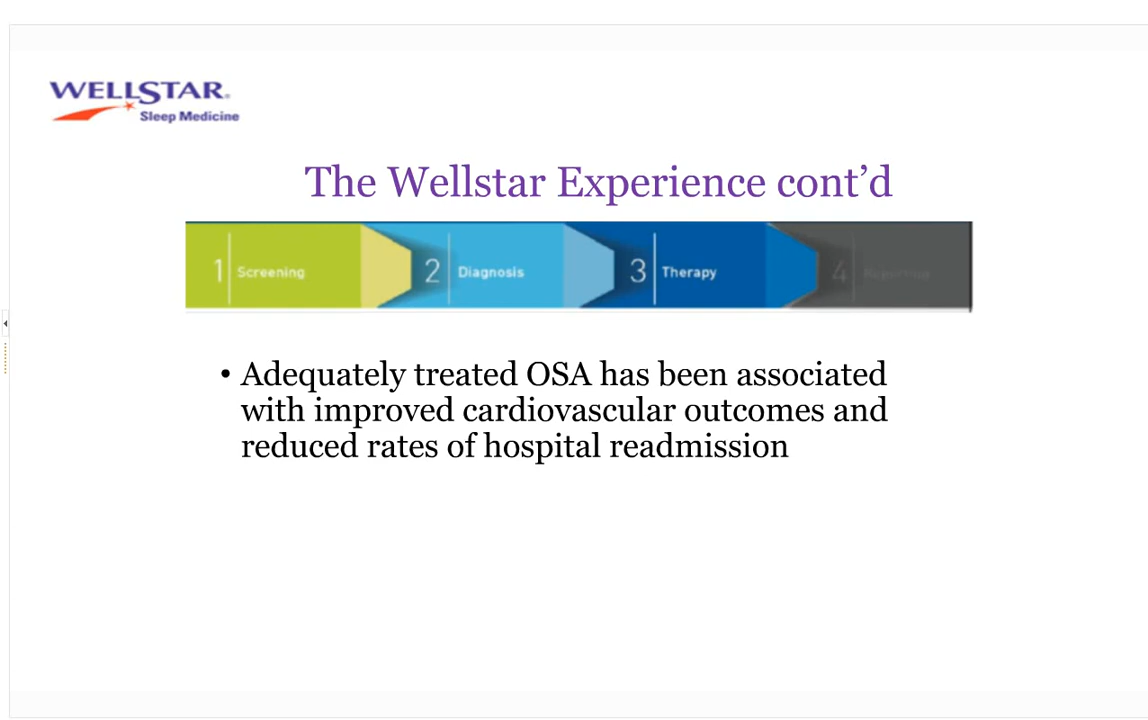 WELLSTAR®
Sleep Medicine
The Wellstar Experience cont’d
1 Screening
2 Diagnosis
3 Therapy
4
• Adequately treated OSA has been associated
with improved cardiovascular outcomes and
reduced rates of hospital readmission